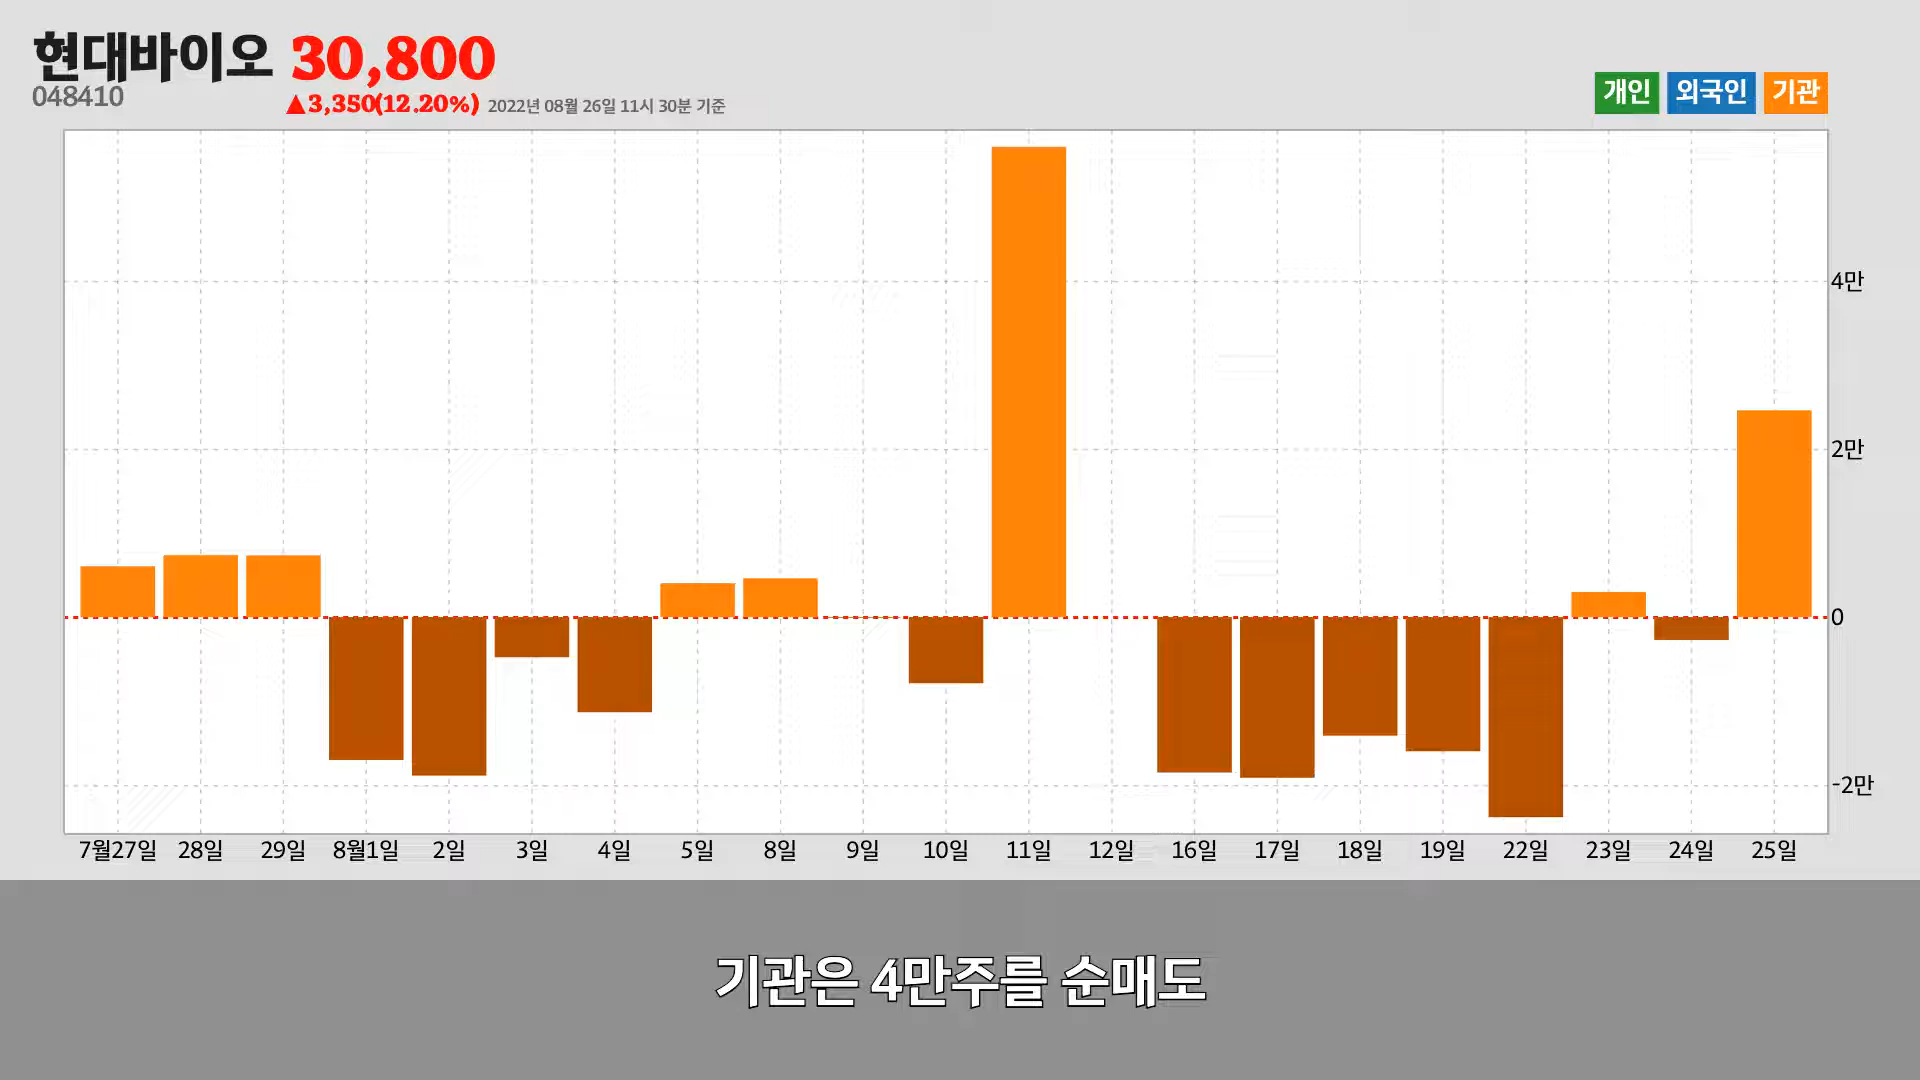 현대바이오 30,800
048410
▲3,350(12.20%) 2022년 08월 26일 11시 30분 기준
개인 외국인 기관
4만
2만
0
-2만
7월27일 28일 29일 8월1일 2일 3일 4일 5일 8일 9일 10일 11일 12일 16일 17일 18일 19일 22일 23일 24일 25일
기관은 4만주를 순매도